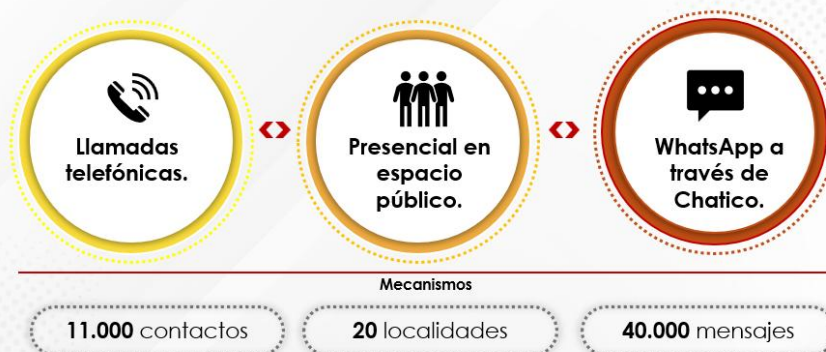 Llamadas
telefónicas.
Presencial en
espacio
público.
WhatsApp a
través de
Chatico.
Mecanismos
11.000 contactos
20 localidades
40.000 mensajes